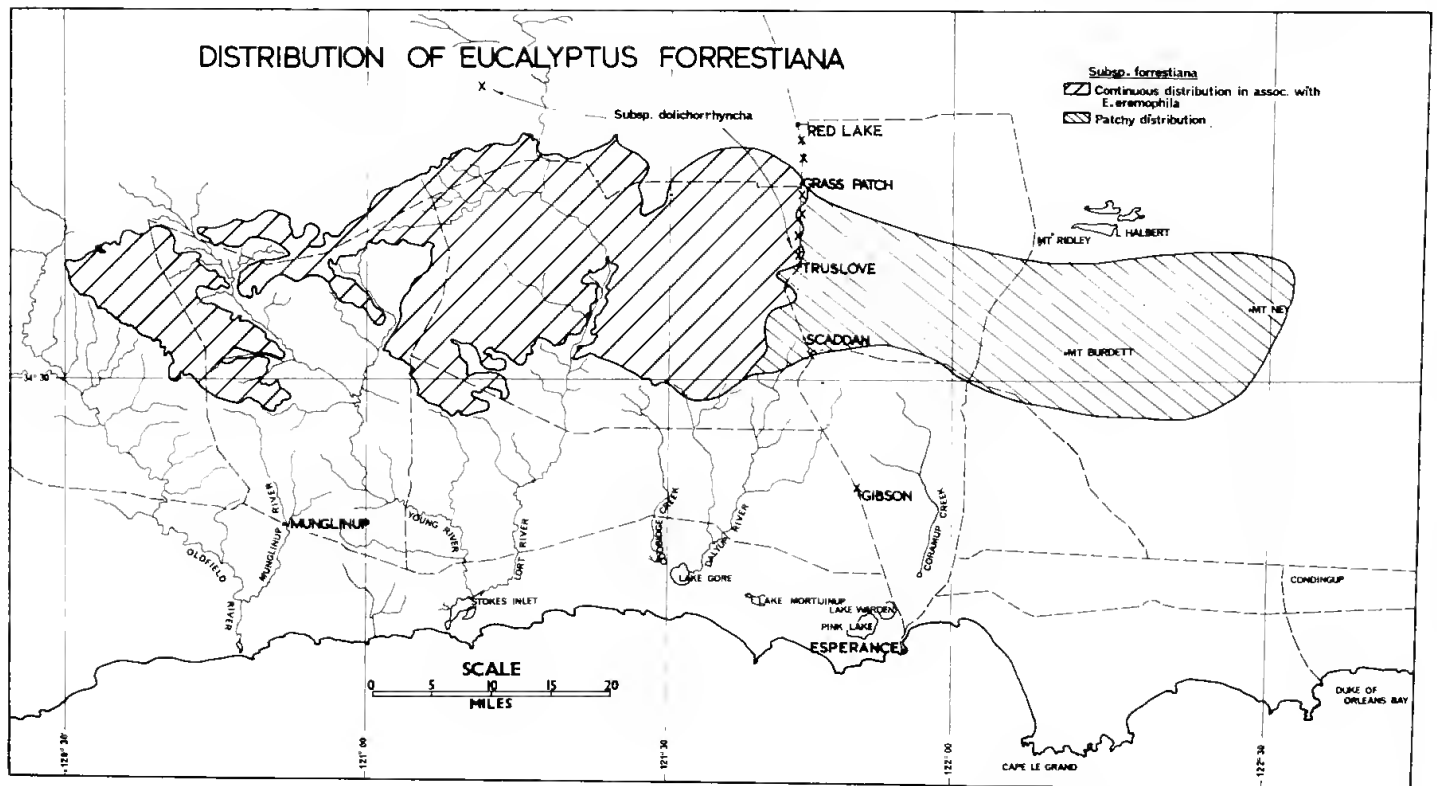 DISTRIBUTION OF EUCALYPTUS FORRESTIANA
Subsp. forrestiana
Continuous distribution in assoc. with
E. eremophila
Patchy distribution
X
Subsp. dolichorrhyncha
RED LAKE
GRASS PATCH
MT RIDLEY
L HALBERT
TRUSLOVE
MT NEY
SCADDAN
MT BURDETT
34° 30'
GIBSON
MUNGLINUP
OLDFIELD
RIVER
MUNGLINUP RIVER
YOUNG RIVER
LORT RIVER
STOKES INLET
CREEK
DALYUP RIVER
LAKE GORE
CORAMUP CREEK
LAKE MORTUINUP
LAKE WARDEN
PINK LAKE
ESPERANCE
CONDINGUP
DUKE OF
ORLEANS BAY
CAPE LE GRAND
SCALE
0 5 10 15 20
MILES
120° 30'
121° 00
121° 30
122° 00
122° 30